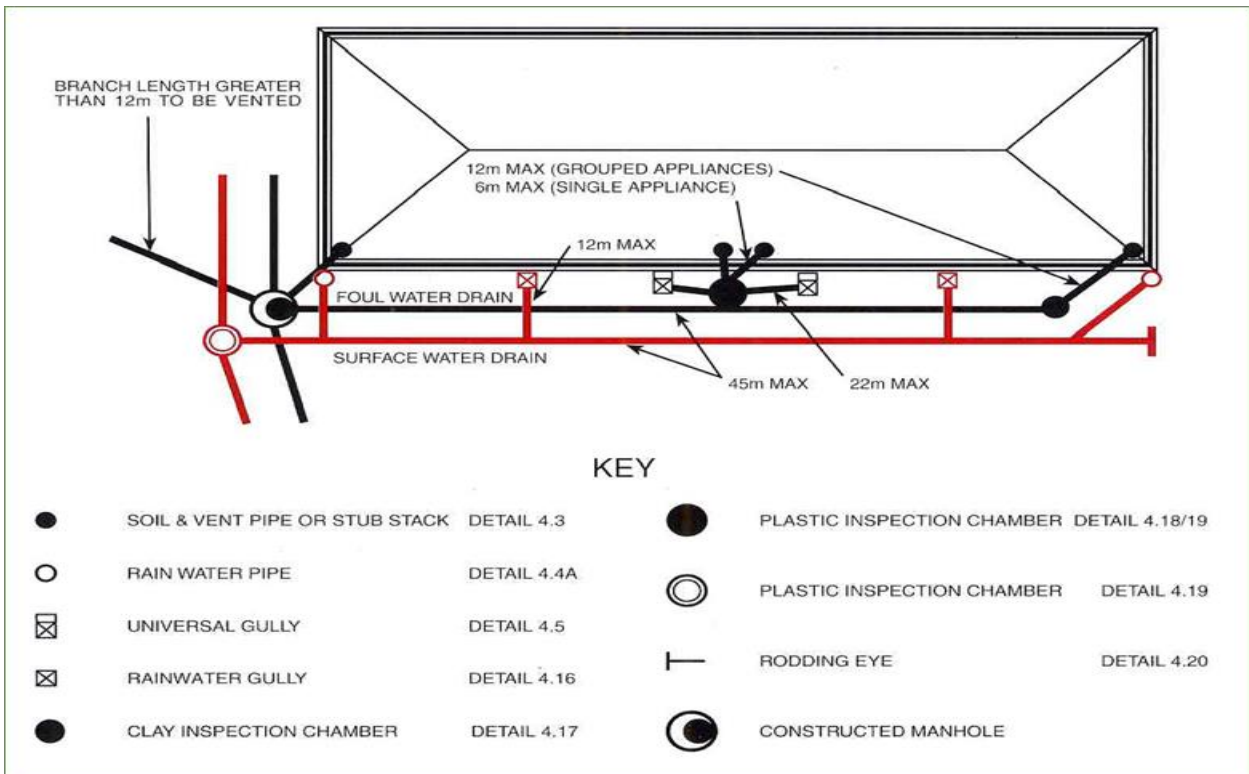 BRANCH LENGTH GREATER
THAN 12m TO BE VENTED
12m MAX (GROUPED APPLIANCES)
6m MAX (SINGLE APPLIANCE)
12m MAX
FOUL WATER DRAIN
SURFACE WATER DRAIN
45m MAX
22m MAX
KEY
SOIL & VENT PIPE OR STUB STACK DETAIL 4.3
RAIN WATER PIPE DETAIL 4.4A
UNIVERSAL GULLY DETAIL 4.5
RAINWATER GULLY DETAIL 4.16
CLAY INSPECTION CHAMBER DETAIL 4.17
PLASTIC INSPECTION CHAMBER DETAIL 4.18/19
PLASTIC INSPECTION CHAMBER DETAIL 4.19
RODDING EYE DETAIL 4.20
CONSTRUCTED MANHOLE